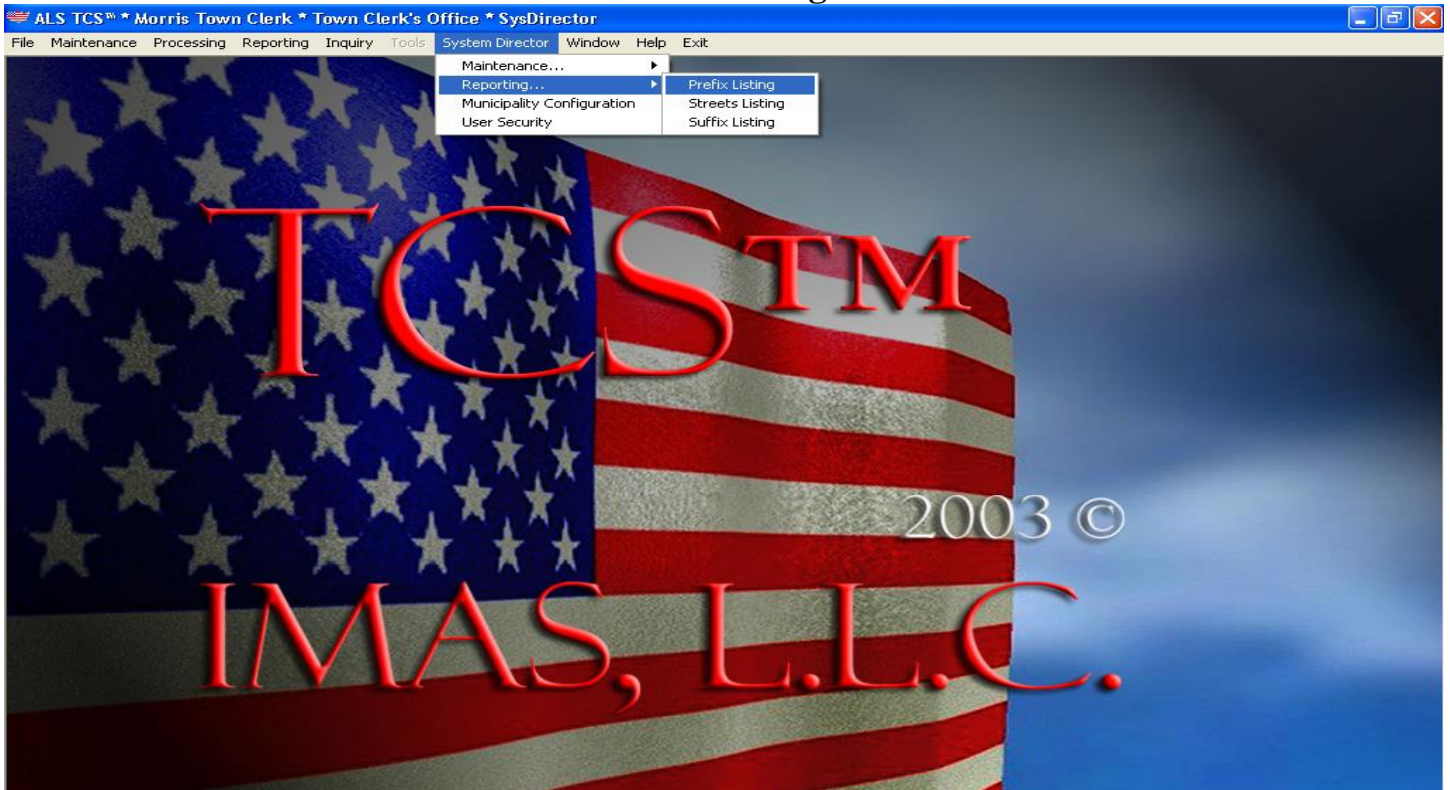 ALS TCS™ * Morris Town Clerk * Town Clerk's Office * SysDirector
File Maintenance Processing Reporting Inquiry Tools System Director Window Help Exit
Maintenance...
Reporting...
Municipality Configuration
User Security
Prefix Listing
Streets Listing
Suffix Listing
TCS™
2003 ©
IMAS, L.L.C.